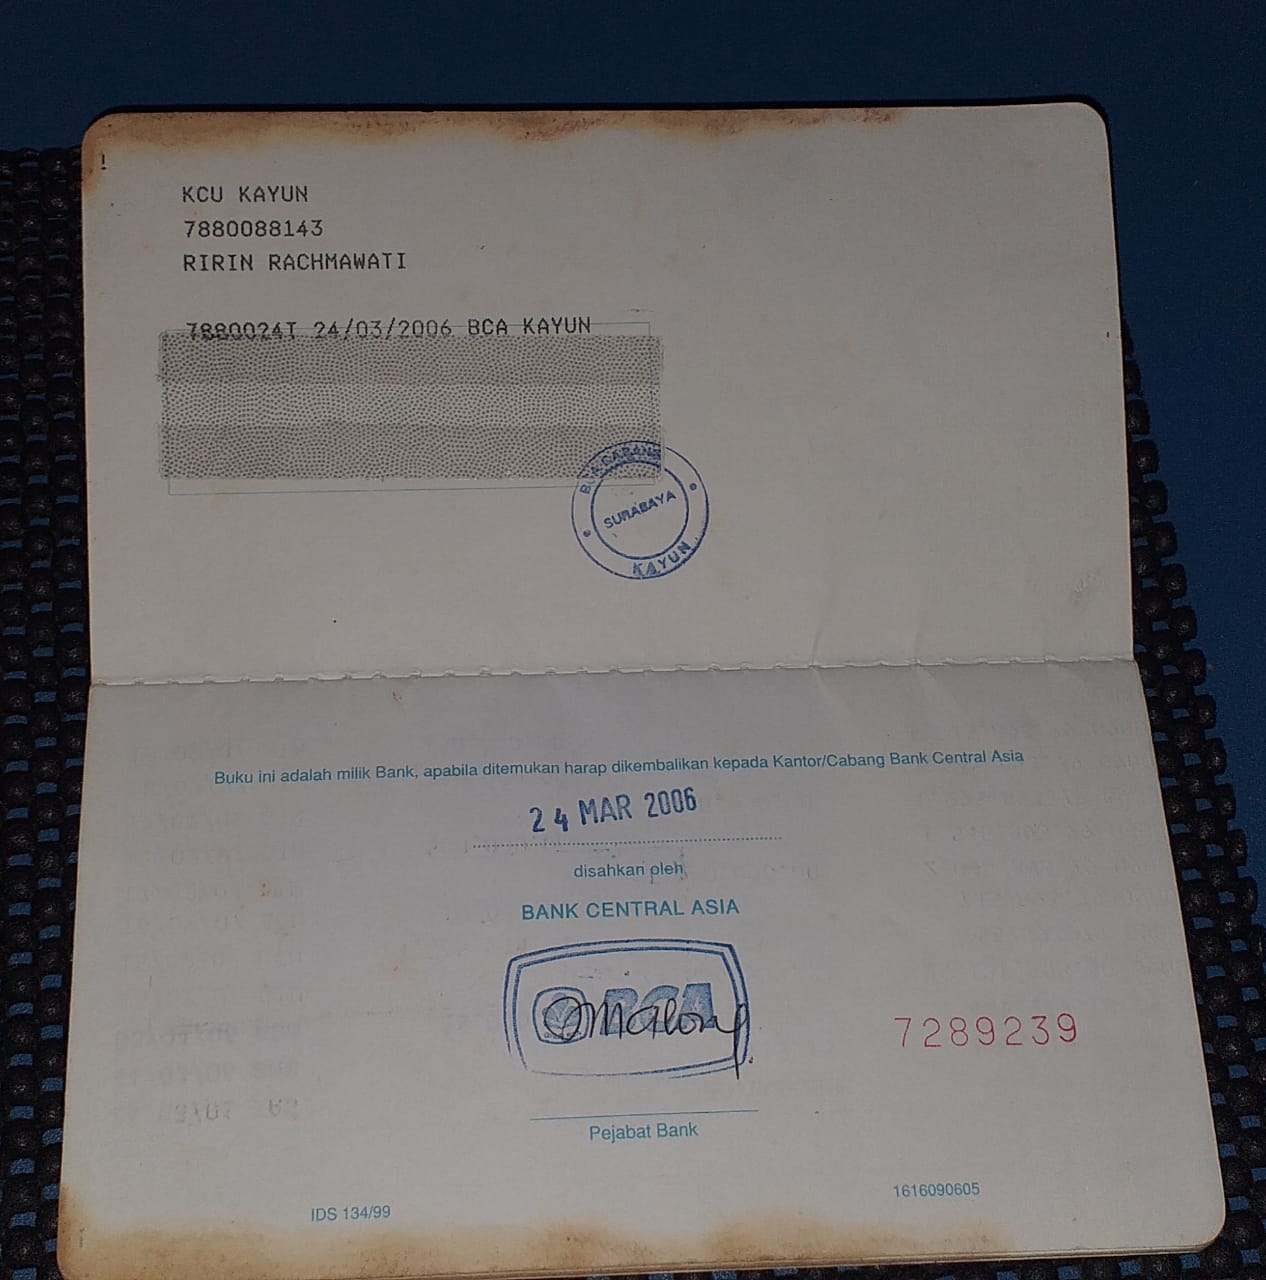 KCU KAYUN
7880088143
RIRIN RACHMAWATI
7880024T 24/03/2006 BCA KAYUN
BCA CABANG
SURABAYA
KAYUN
Buku ini adalah milik Bank, apabila ditemukan harap dikembalikan kepada Kantor/Cabang Bank Central Asia
24 MAR 2006
disahkan oleh
BANK CENTRAL ASIA
BCA
7289239
Pejabat Bank
1616090605
IDS 134/99